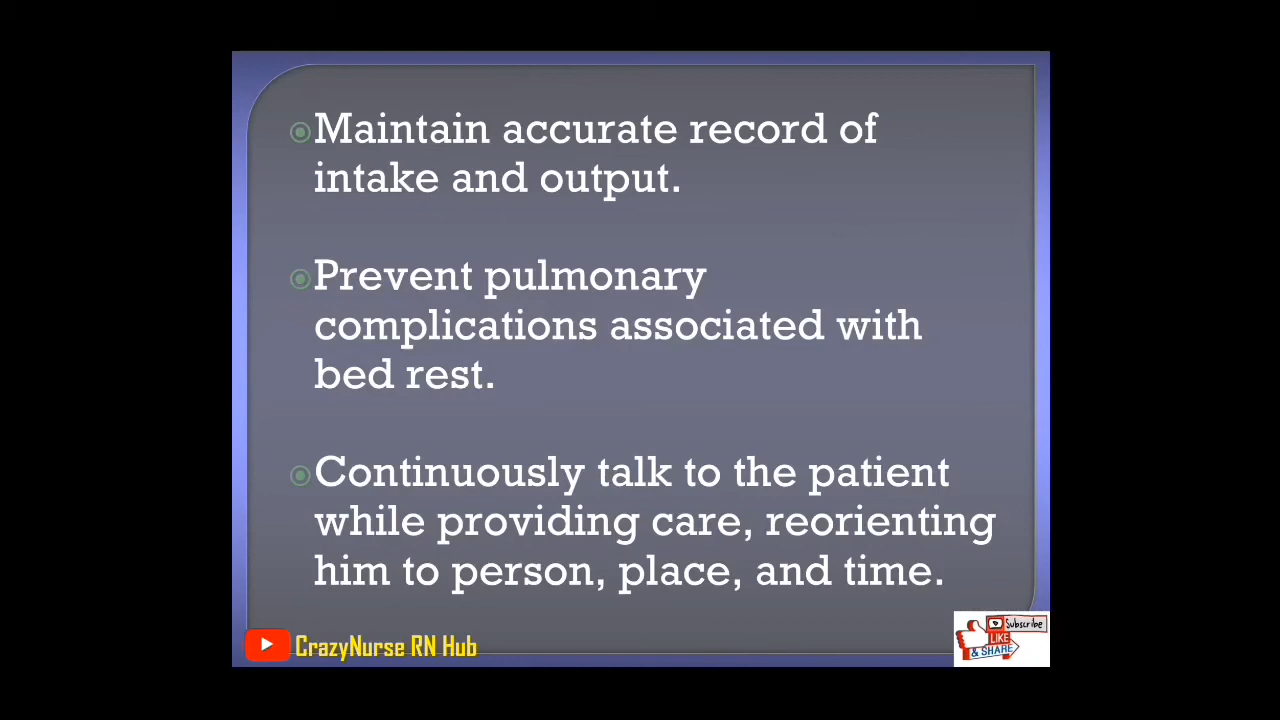 Maintain accurate record of
intake and output.
Prevent pulmonary
complications associated with
bed rest.
Continuously talk to the patient
while providing care, reorienting
him to person, place, and time.
CrazyNurse RN Hub
Subscribe
LIKE
& SHARE